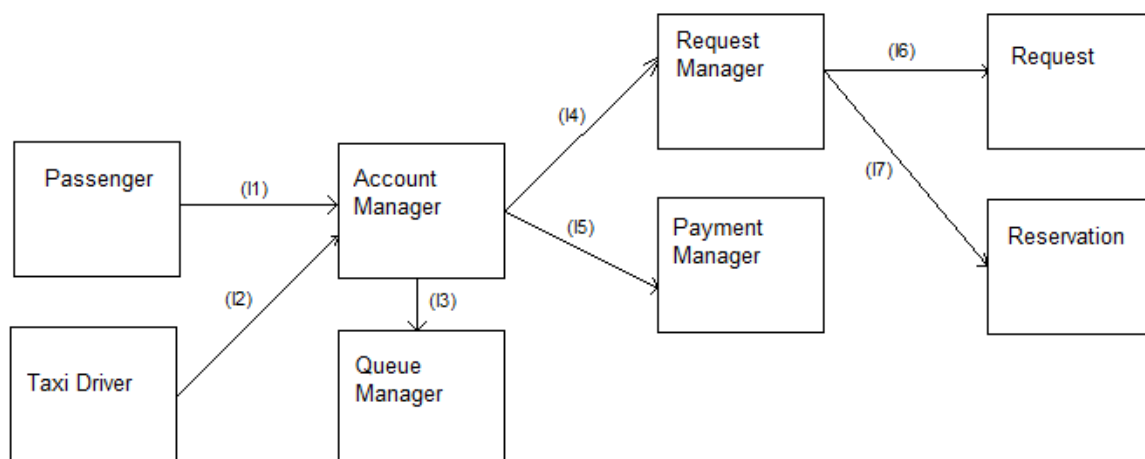 Passenger
(I1)
Taxi Driver
(I2)
Account
Manager
(I3)
Queue
Manager
(I4)
(I5)
Request
Manager
Payment
Manager
(I6)
(I7)
Request
Reservation